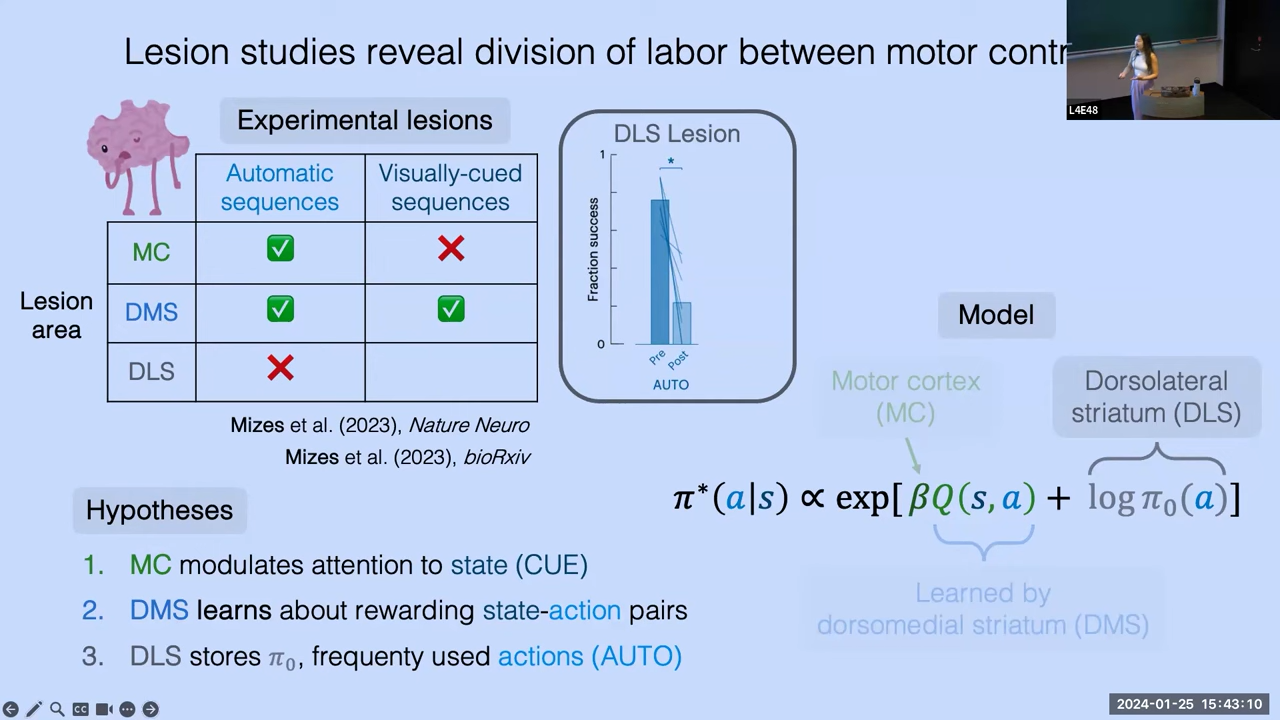 Lesion studies reveal division of labor between motor contr
L4E48
Experimental lesions
Automatic sequences
Visually-cued sequences
MC
✅
❌
Lesion area
DMS
✅
✅
DLS
❌
Mizes et al. (2023), Nature Neuro
Mizes et al. (2023), bioRxiv
DLS Lesion
1
*
Fraction success
0
Pre
Post
AUTO
Model
Motor cortex
(MC)
Dorsolateral
striatum (DLS)
π*(a|s) ∝ exp[βQ(s, a) + log π₀(a)]
Learned by
dorsomedial striatum (DMS)
Hypotheses
1. MC modulates attention to state (CUE)
2. DMS learns about rewarding state-action pairs
3. DLS stores π₀, frequenty used actions (AUTO)
CC
2024-01-25 15:43:10